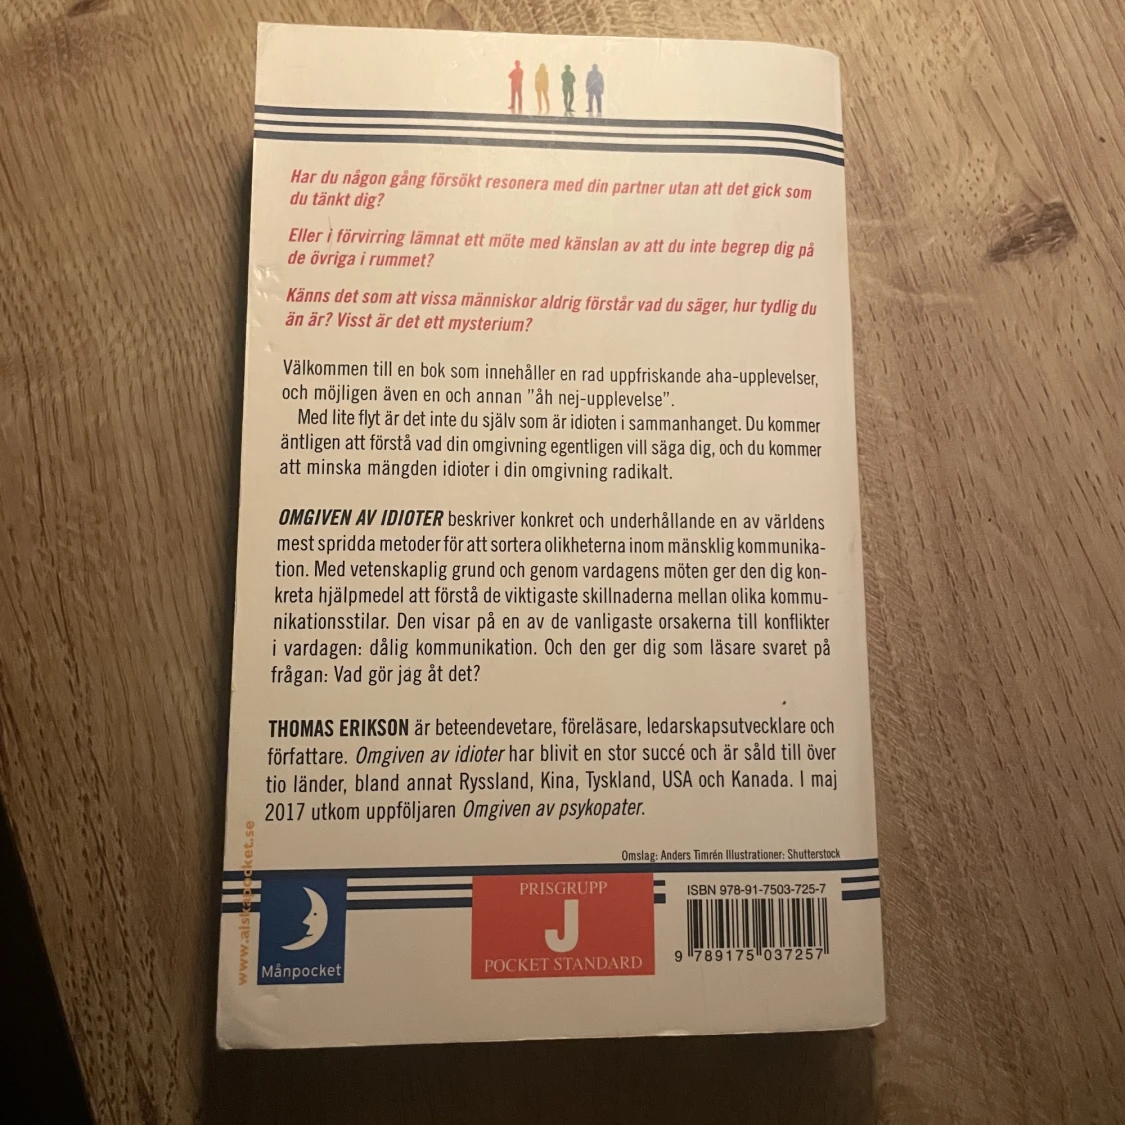 Har du någon gång försökt resonera med din partner utan att det gick som
du tänkt dig?
Eller i förvirring lämnat ett möte med känslan av att du inte begrep dig på
de övriga i rummet?
Känns det som att vissa människor aldrig förstår vad du säger, hur tydlig du
än är? Visst är det ett mysterium?
Välkommen till en bok som innehåller en rad uppfriskande aha-upplevelser,
och möjligen även en och annan ”åh nej-upplevelse”.
Med lite flyt är det inte du själv som är idioten i sammanhanget. Du kommer
äntligen att förstå vad din omgivning egentligen vill säga dig, och du kommer
att minska mängden idioter i din omgivning radikalt.
OMGIVEN AV IDIOTER beskriver konkret och underhållande en av världens
mest spridda metoder för att sortera olikheterna inom mänsklig kommunika-
tion. Med vetenskaplig grund och genom vardagens möten ger den dig kon-
kreta hjälpmedel att förstå de viktigaste skillnaderna mellan olika kommu-
nikationsstilar. Den visar på en av de vanligaste orsakerna till konflikter
i vardagen: dålig kommunikation. Och den ger dig som läsare svaret på
frågan: Vad gör jag åt det?
THOMAS ERIKSON är beteendevetare, föreläsare, ledarskapsutvecklare och
författare. Omgiven av idioter har blivit en stor succé och är såld till över
tio länder, bland annat Ryssland, Kina, Tyskland, USA och Kanada. I maj
2017 utkom uppföljaren Omgiven av psykopater.
Omslag: Anders Timrén Illustrationer: Shutterstock
www.alskapocket.se
Månpocket
PRISGRUPP
J
POCKET STANDARD
ISBN 978-91-7503-725-7
9 789175 037257